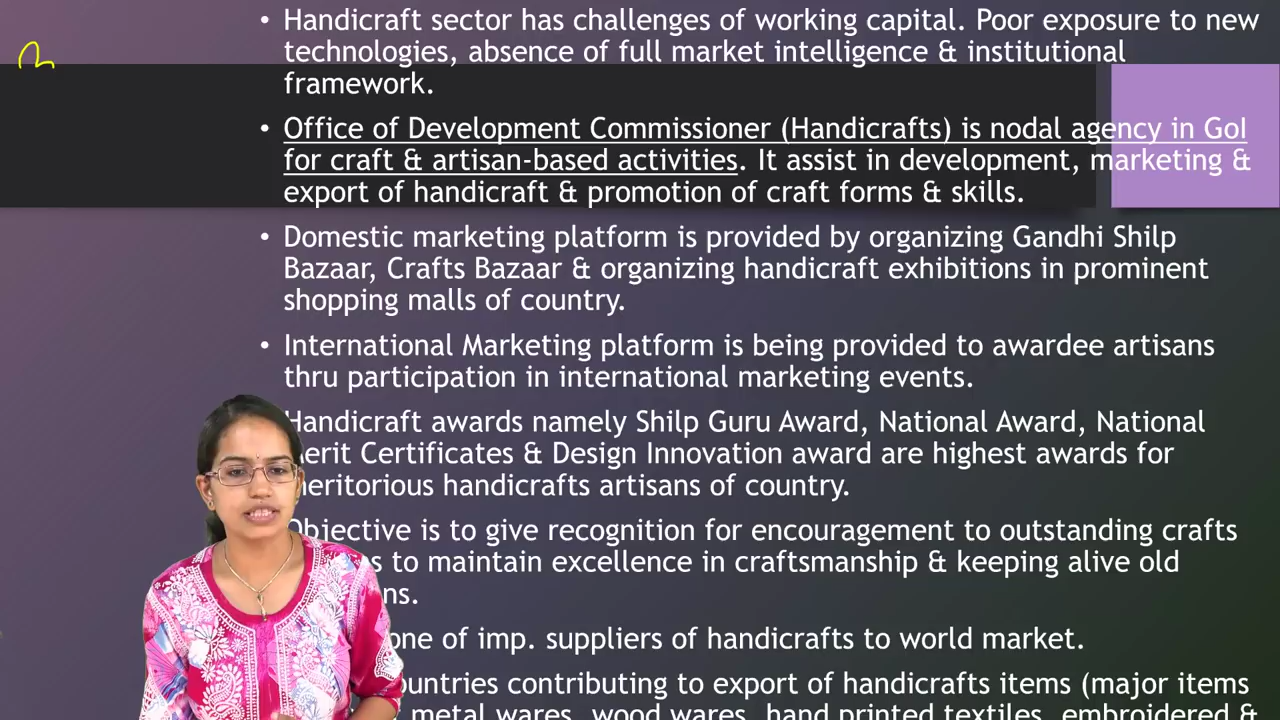 • Handicraft sector has challenges of working capital. Poor exposure to new
technologies, absence of full market intelligence & institutional
framework.
• Office of Development Commissioner (Handicrafts) is nodal agency in GoI
for craft & artisan-based activities. It assist in development, marketing &
export of handicraft & promotion of craft forms & skills.
• Domestic marketing platform is provided by organizing Gandhi Shilp
Bazaar, Crafts Bazaar & organizing handicraft exhibitions in prominent
shopping malls of country.
• International Marketing platform is being provided to awardee artisans
thru participation in international marketing events.
Handicraft awards namely Shilp Guru Award, National Award, National
erit Certificates & Design Innovation award are highest awards for
eritorious handicrafts artisans of country.
Objective is to give recognition for encouragement to outstanding crafts
s to maintain excellence in craftsmanship & keeping alive old
ns.
one of imp. suppliers of handicrafts to world market.
ountries contributing to export of handicrafts items (major items
metal wares, wood wares, hand printed textiles, embroidered &